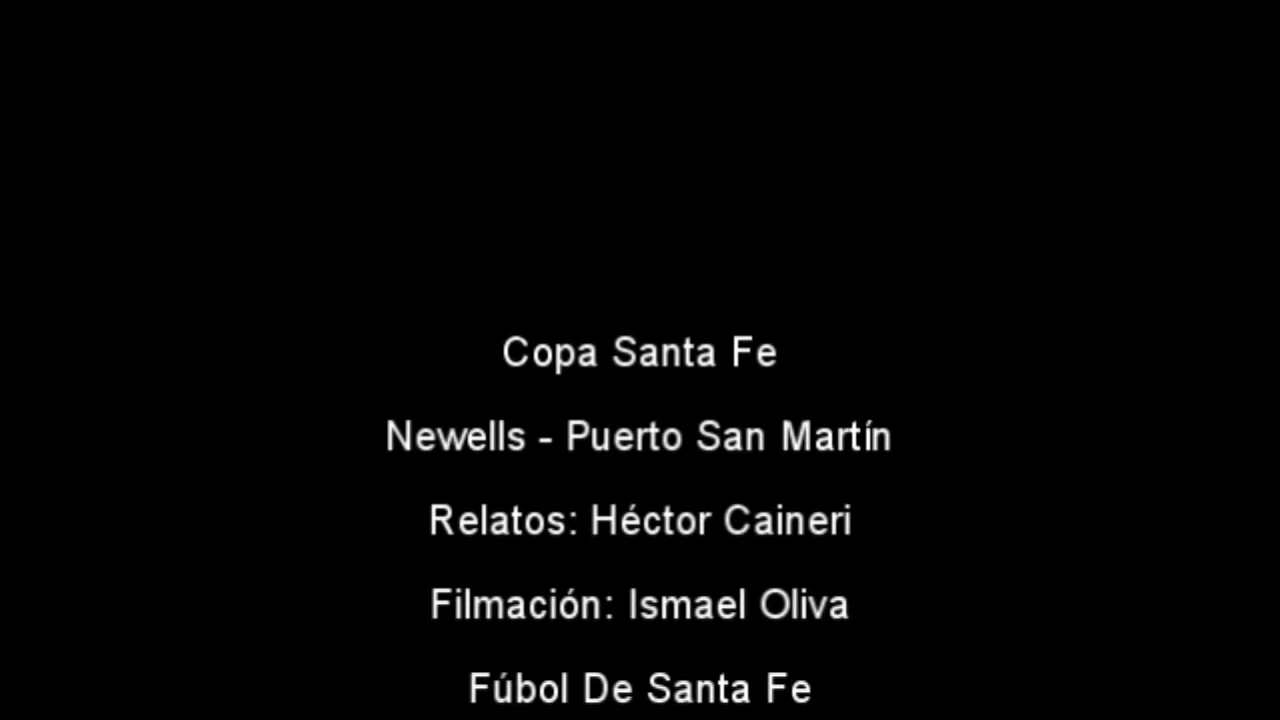 Copa Santa Fe
Newells - Puerto San Martín
Relatos: Héctor Caineri
Filmación: Ismael Oliva
Fúbol De Santa Fe